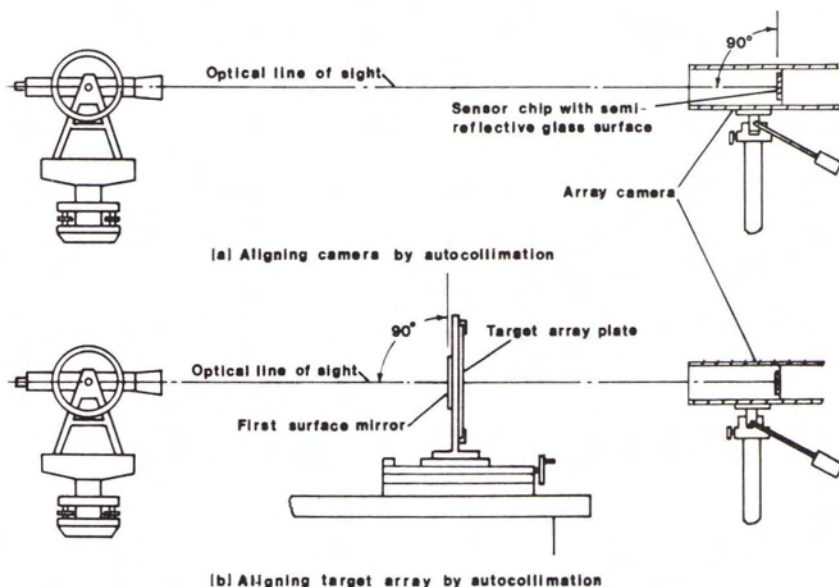 90°
Optical line of sight
Sensor chip with semi-
reflective glass surface
Array camera
(a) Aligning camera by autocollimation
90°
Target array plate
Optical line of sight
First surface mirror
(b) Aligning target array by autocollimation